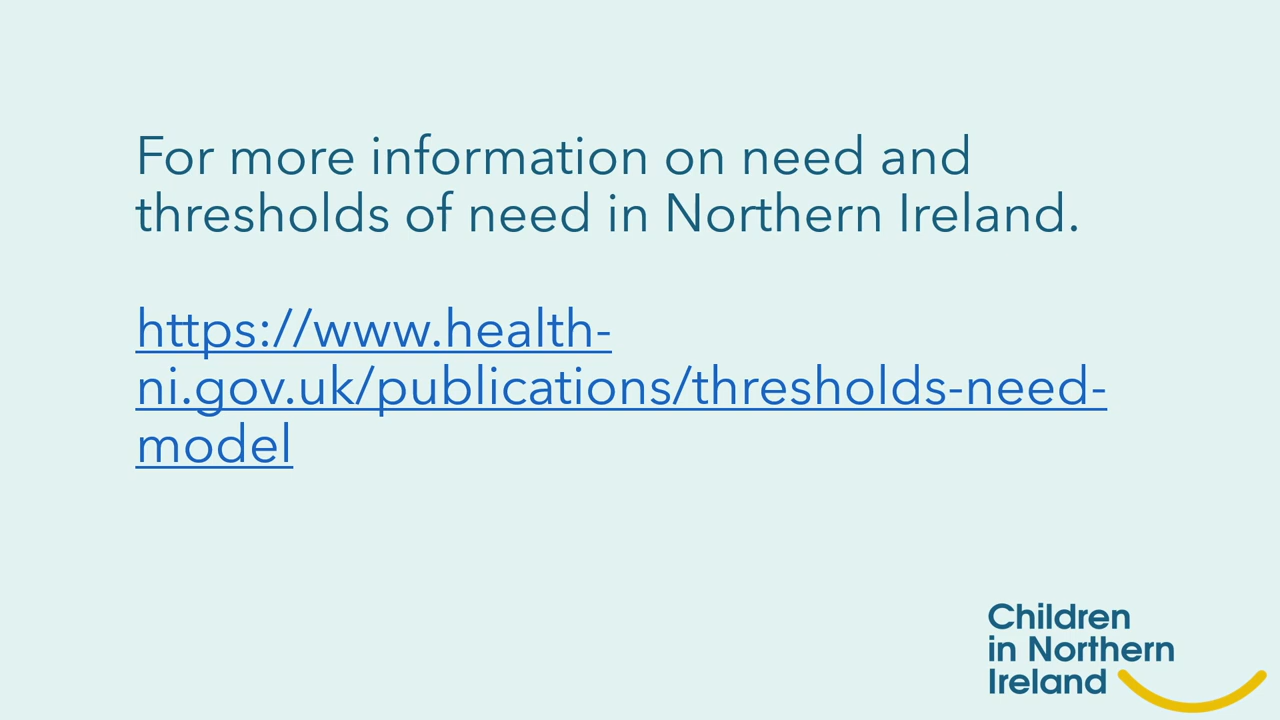 For more information on need and
thresholds of need in Northern Ireland.
https://www.health-
ni.gov.uk/publications/thresholds-need-
model
Children
in Northern
Ireland